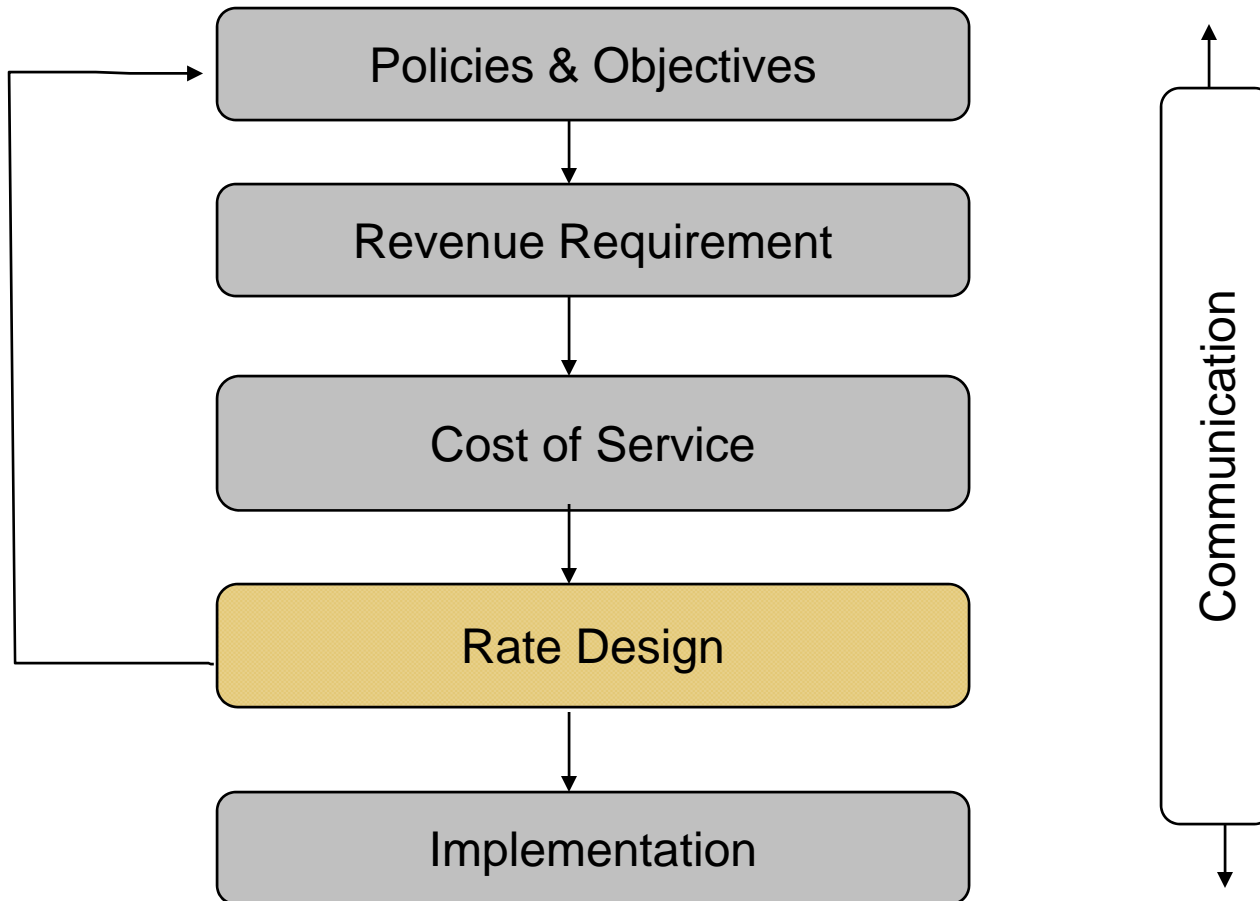 Policies & Objectives
Revenue Requirement
Cost of Service
Rate Design
Implementation
Communication